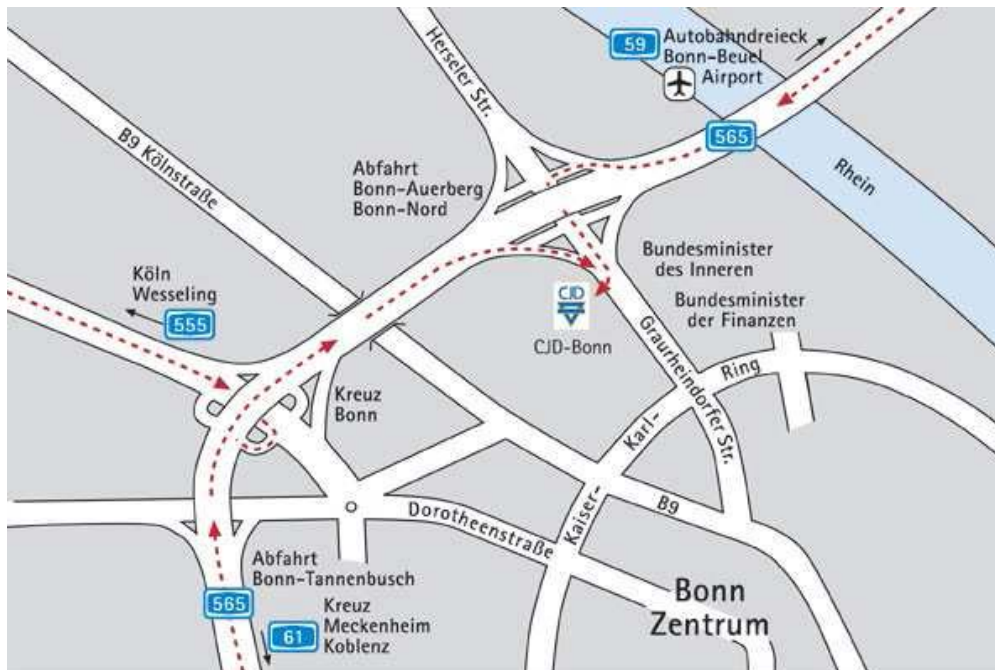 Herseler Str.
59
Autobahndreieck
Bonn-Beuel
Airport
565
Rhein
B9 Kölnstraße
Abfahrt
Bonn-Auerberg
Bonn-Nord
Köln
Wesseling
555
Bundesminister
des Inneren
Bundesminister
der Finanzen
CJD
CJD-Bonn
Graurheindorfer Str.
Kreuz
Bonn
Kaiser-
Karl-
Ring
B9
Dorotheenstraße
Abfahrt
Bonn-Tannenbusch
565
61
Kreuz
Meckenheim
Koblenz
Bonn
Zentrum